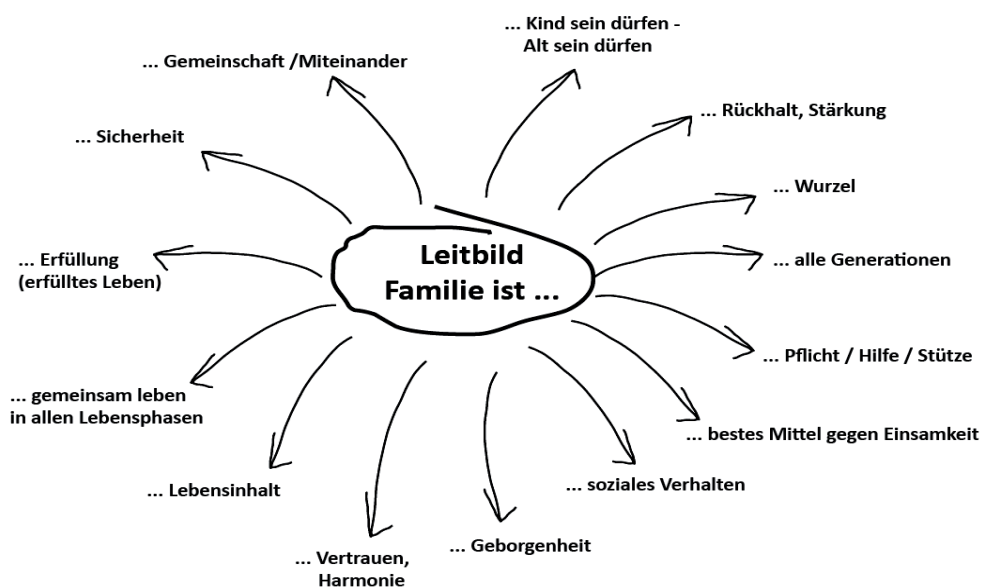 ... Kind sein dürfen -
Alt sein dürfen
... Gemeinschaft /Miteinander
... Rückhalt, Stärkung
... Sicherheit
... Wurzel
Leitbild
Familie ist ...
... Erfüllung
(erfülltes Leben)
... alle Generationen
... Pflicht / Hilfe / Stütze
... gemeinsam leben
in allen Lebensphasen
... bestes Mittel gegen Einsamkeit
... Lebensinhalt
... soziales Verhalten
... Vertrauen,
Harmonie
... Geborgenheit